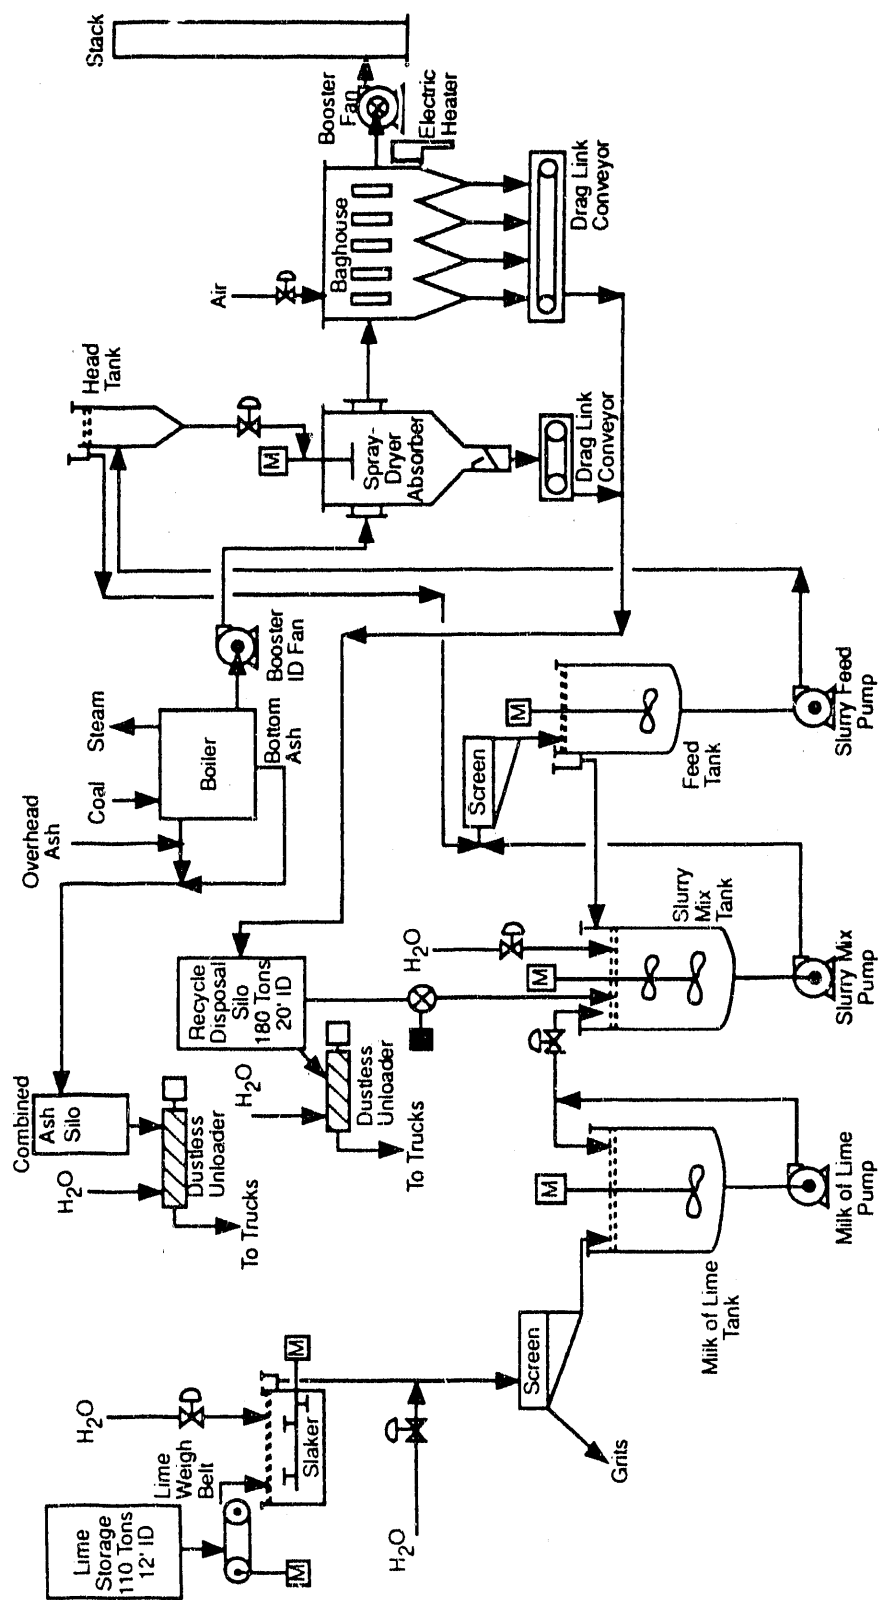 Lime
Storage
110 Tons
12' ID
M
Lime
Weigh
Belt
H2O
Slaker
M
H2O
Screen
Grits
Combined
Ash
Silo
H2O
Dustless
Unloader
To Trucks
Recycle
Disposal
Silo
180 Tons
20' ID
H2O
Dustless
Unloader
To Trucks
M
Milk of Lime
Tank
Milk of Lime
Pump
Overhead
Ash
Coal
Steam
Boiler
Bottom
Ash
Booster
ID Fan
H2O
M
Slurry
Mix
Tank
Slurry Mix
Pump
Screen
M
Feed
Tank
Slurry Feed
Pump
Head
Tank
M
Spray-
Dryer
Absorber
Drag Link
Conveyor
Air
Baghouse
Drag Link
Conveyor
Booster
Fan
Electric
Heater
Stack